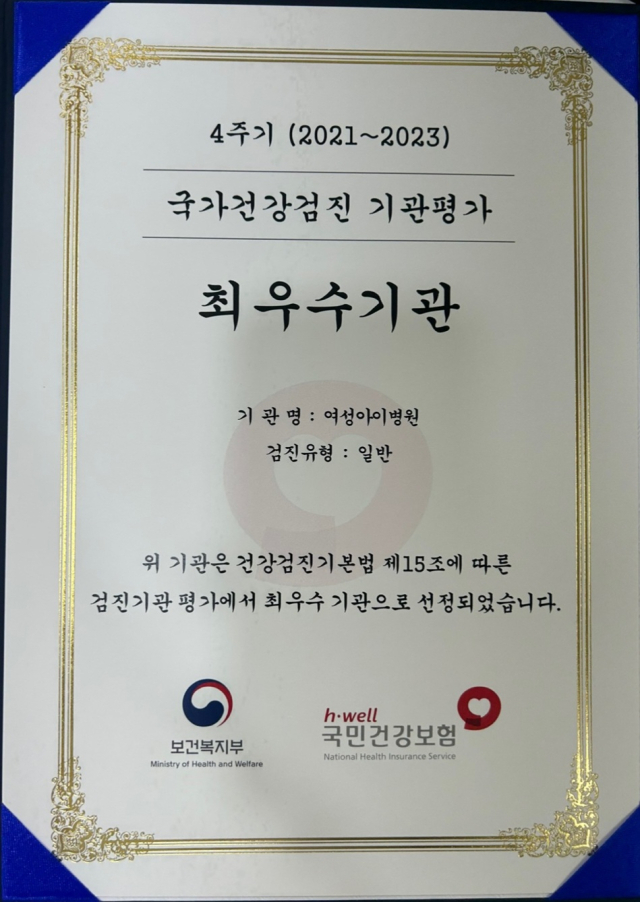 4주기 (2021~2023)
국가건강검진 기관평가
최우수기관
기 관 명 : 여성아이병원
검진유형 : 일반
위 기관은 건강검진기본법 제15조에 따른
검진기관 평가에서 최우수 기관으로 선정되었습니다.
보건복지부
Ministry of Health and Welfare
h·well
국민건강보험
National Health Insurance Service